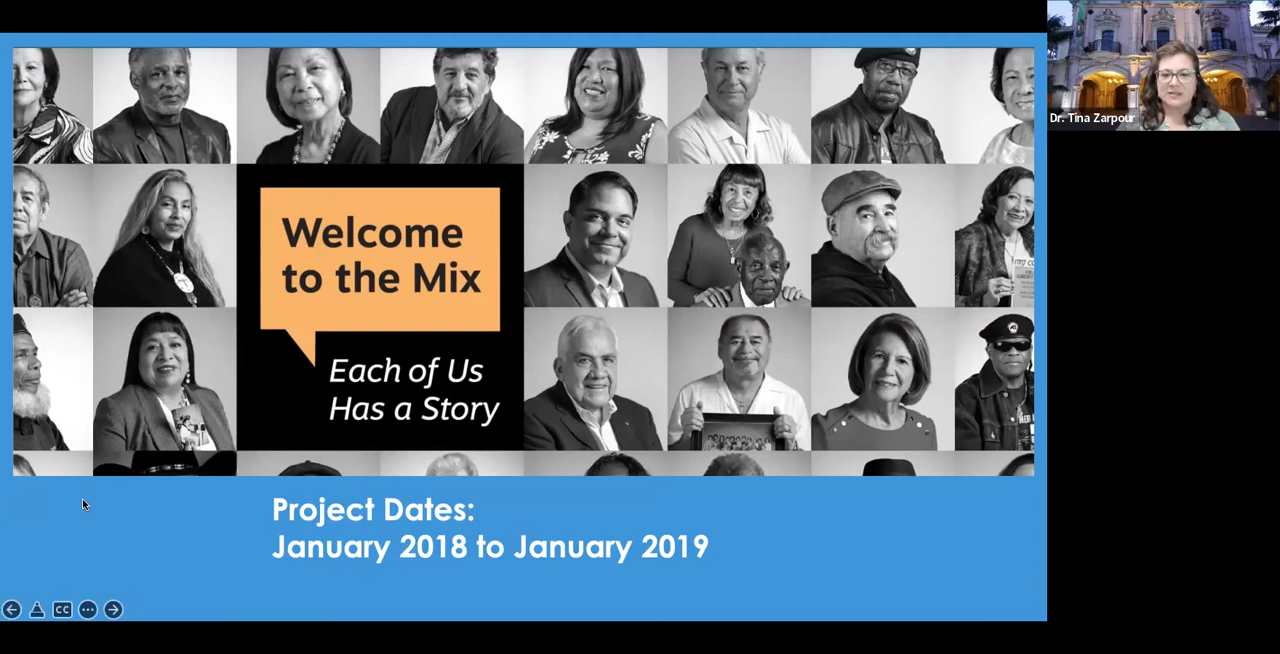 Dr. Tina Zarpour
Welcome
to the Mix
Each of Us
Has a Story
Project Dates:
January 2018 to January 2019
CC